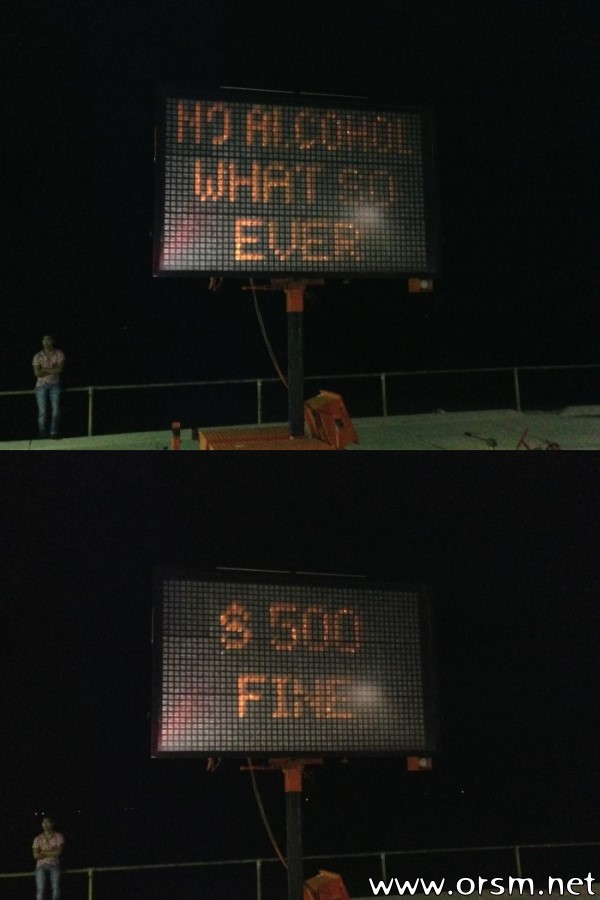 NO ALCOHOL
WHAT SO
EVER
$ 500
FINE
www.orsm.net